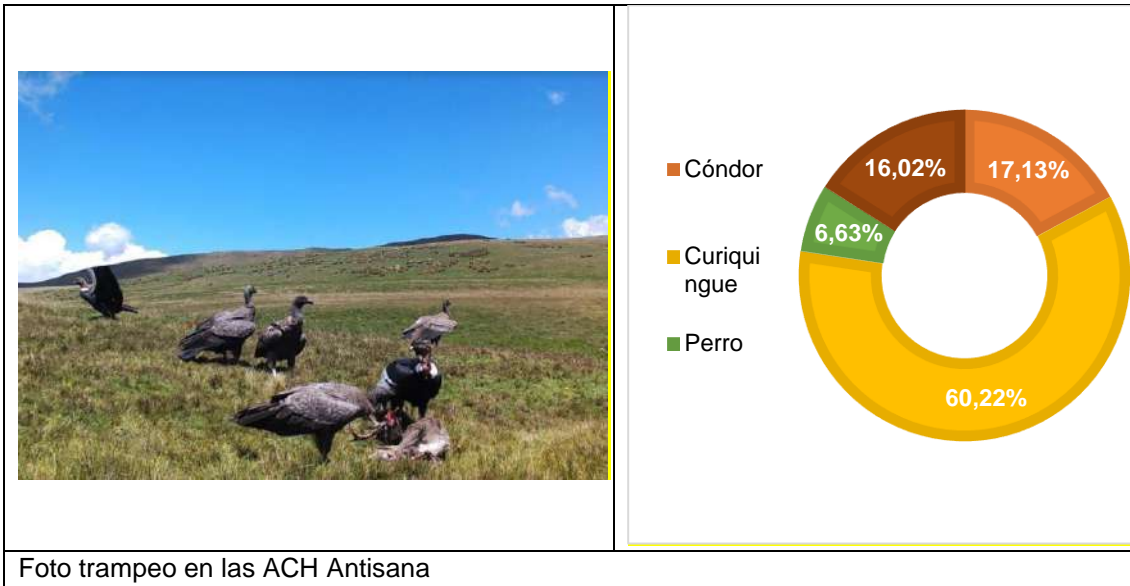 Cóndor
Curiqui
ngue
Perro
16,02%
17,13%
6,63%
60,22%
Foto trampeo en las ACH Antisana